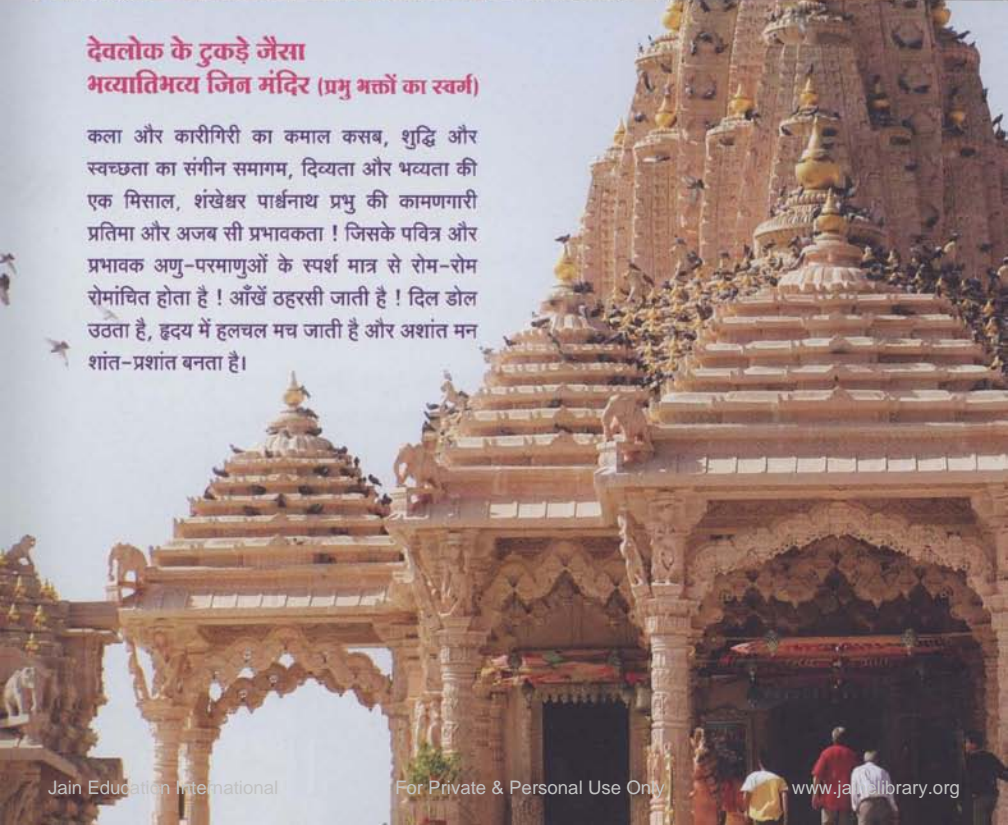 देवलोक के टुकड़े जैसा
भव्यातिभव्य जिन मंदिर (प्रभु भक्तों का स्वर्ग)
कला और कारीगिरी का कमाल कसब, शुद्धि और
स्वच्छता का संगीन समागम, दिव्यता और भव्यता की
एक मिसाल, शंखेश्वर पार्श्वनाथ प्रभु की कामणगारी
प्रतिमा और अजब सी प्रभावकता ! जिसके पवित्र और
प्रभावक अणु-परमाणुओं के स्पर्श मात्र से रोम-रोम
रोमांचित होता है ! आँखें ठहरसी जाती है ! दिल डोल
उठता है, हृदय में हलचल मच जाती है और अशांत मन
शांत-प्रशांत बनता है।
Jain Education International For Private & Personal Use Only www.jainelibrary.org